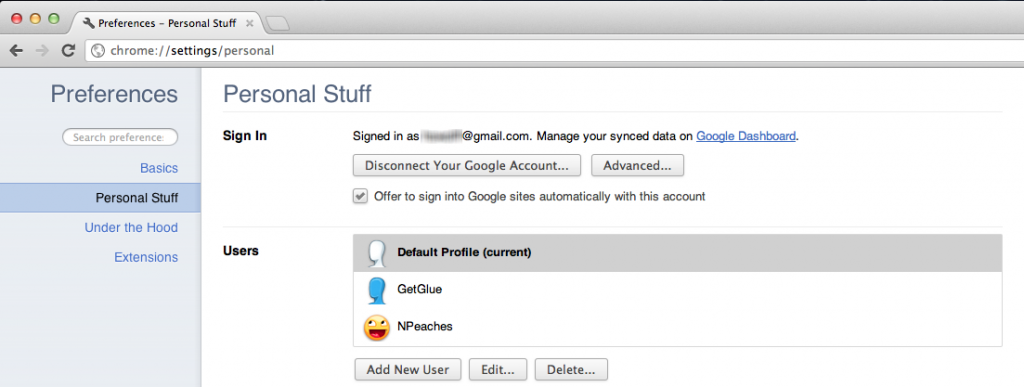 Preferences – Personal Stuff
chrome://settings/personal
Preferences
Search preference
Basics
Personal Stuff
Under the Hood
Extensions
Personal Stuff
Sign In
Signed in as @gmail.com. Manage your synced data on Google Dashboard.
Disconnect Your Google Account... Advanced...
Offer to sign into Google sites automatically with this account
Users
Default Profile (current)
GetGlue
NPeaches
Add New User Edit... Delete...